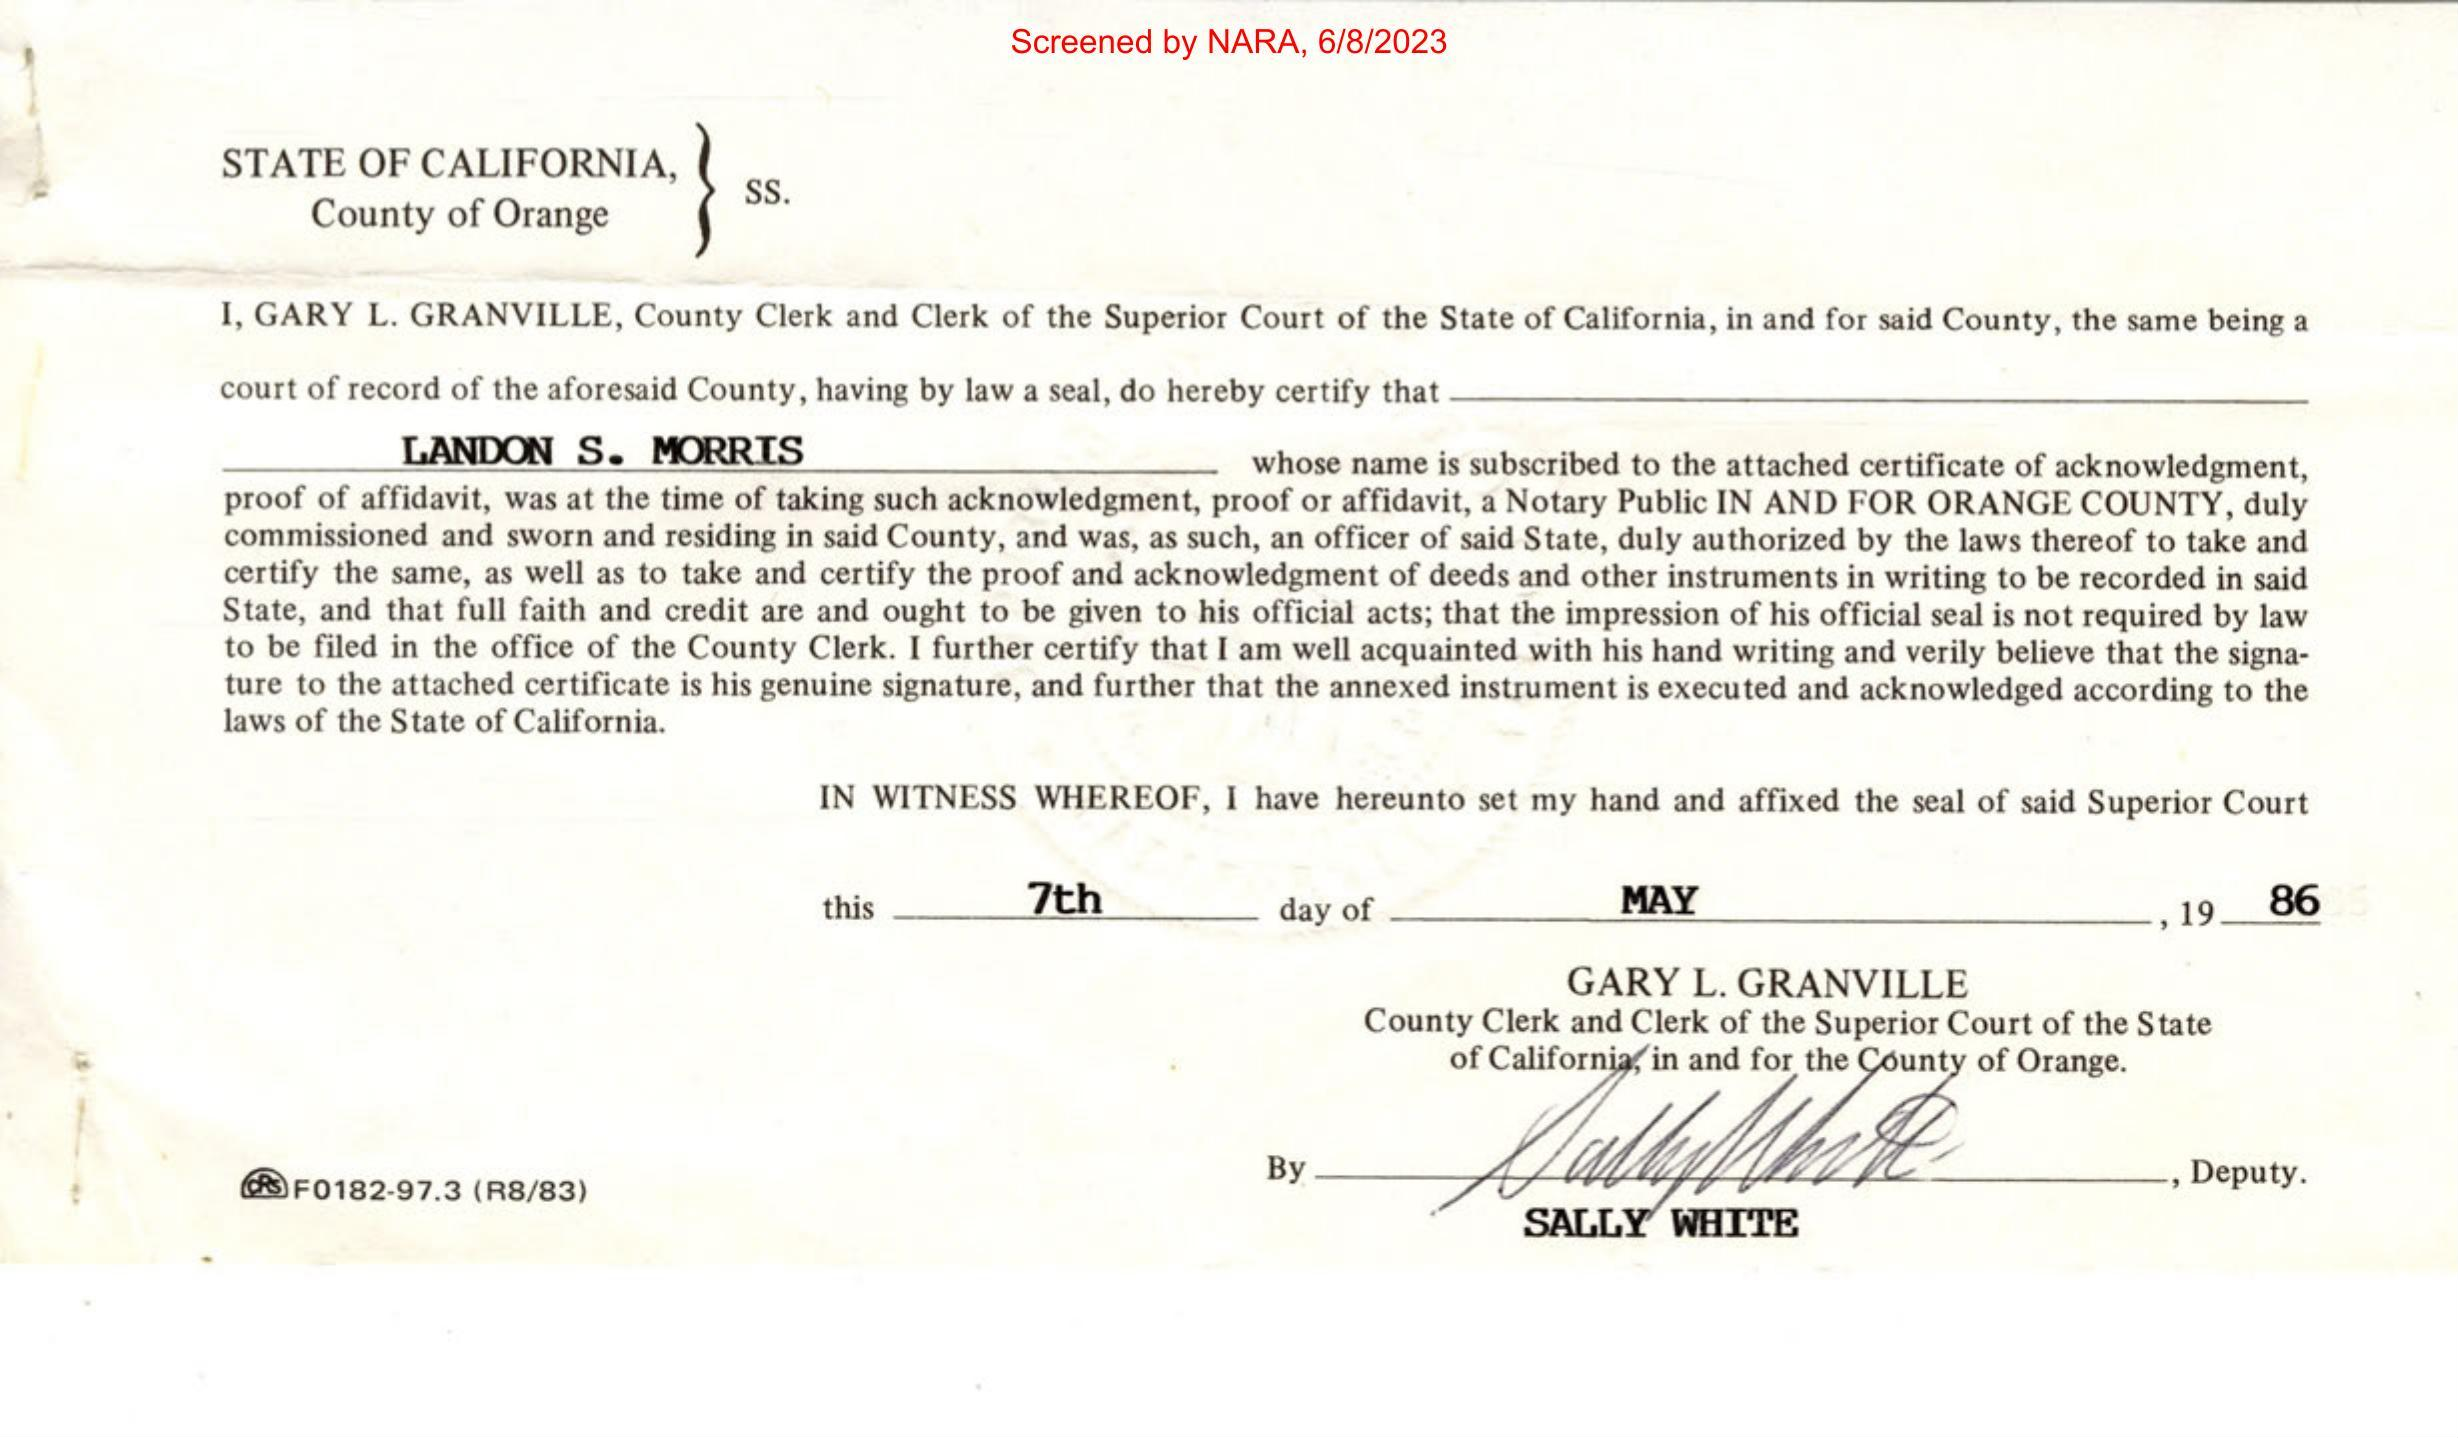 Screened by NARA, 6/8/2023
STATE OF CALIFORNIA,
County of Orange
SS.
I, GARY L. GRANVILLE, County Clerk and Clerk of the Superior Court of the State of California, in and for said County, the same being a
court of record of the aforesaid County, having by law a seal, do hereby certify that
LANDON S. MORRIS whose name is subscribed to the attached certificate of acknowledgment,
proof of affidavit, was at the time of taking such acknowledgment, proof or affidavit, a Notary Public IN AND FOR ORANGE COUNTY, duly
commissioned and sworn and residing in said County, and was, as such, an officer of said State, duly authorized by the laws thereof to take and
certify the same, as well as to take and certify the proof and acknowledgment of deeds and other instruments in writing to be recorded in said
State, and that full faith and credit are and ought to be given to his official acts; that the impression of his official seal is not required by law
to be filed in the office of the County Clerk. I further certify that I am well acquainted with his hand writing and verily believe that the signa-
ture to the attached certificate is his genuine signature, and further that the annexed instrument is executed and acknowledged according to the
laws of the State of California.
IN WITNESS WHEREOF, I have hereunto set my hand and affixed the seal of said Superior Court
this 7th day of MAY, 19 86
GARY L. GRANVILLE
County Clerk and Clerk of the Superior Court of the State
of California, in and for the County of Orange.
By Sally White, Deputy.
SALLY WHITE
CRS F0182-97.3 (R8/83)